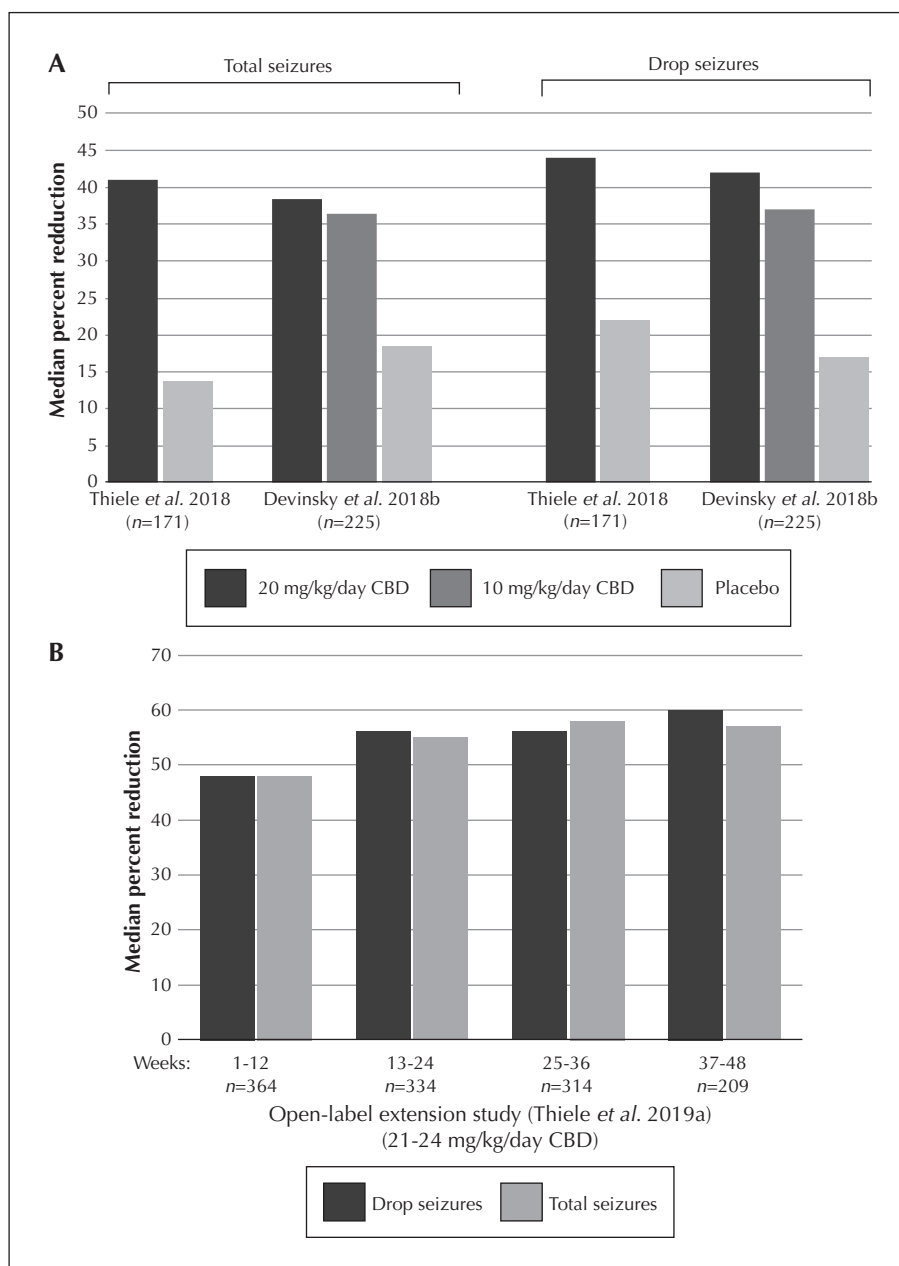 A
Total seizures
Drop seizures
Median percent redduction
50
45
40
35
30
25
20
15
10
5
0
Thiele et al. 2018
(n=171)
Devinsky et al. 2018b
(n=225)
Thiele et al. 2018
(n=171)
Devinsky et al. 2018b
(n=225)
20 mg/kg/day CBD
10 mg/kg/day CBD
Placebo
B
Median percent reduction
70
60
50
40
30
20
10
0
Weeks: 1-12 13-24 25-36 37-48
n=364 n=334 n=314 n=209
Open-label extension study (Thiele et al. 2019a)
(21-24 mg/kg/day CBD)
Drop seizures
Total seizures